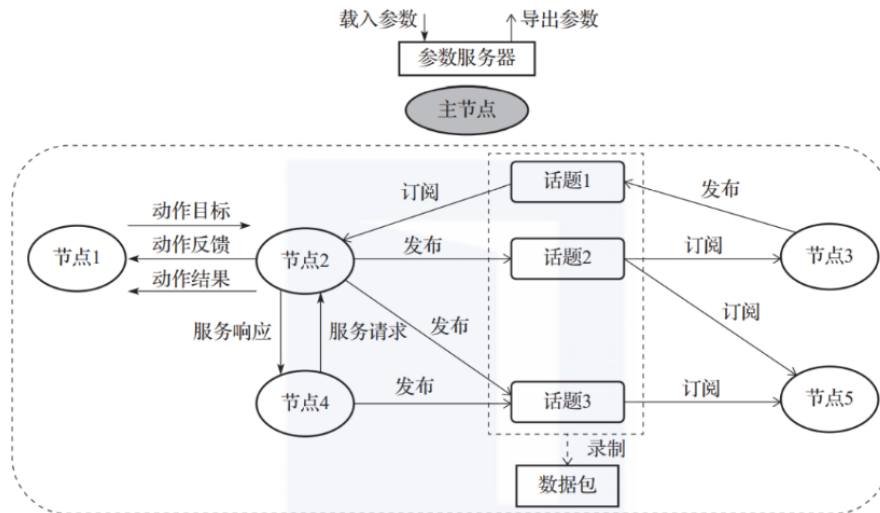 载入参数
导出参数
参数服务器
主节点
话题1
订阅
发布
动作目标
节点1
动作反馈
节点2
发布
话题2
订阅
节点3
动作结果
服务响应
服务请求
发布
订阅
节点4
发布
话题3
订阅
节点5
录制
数据包